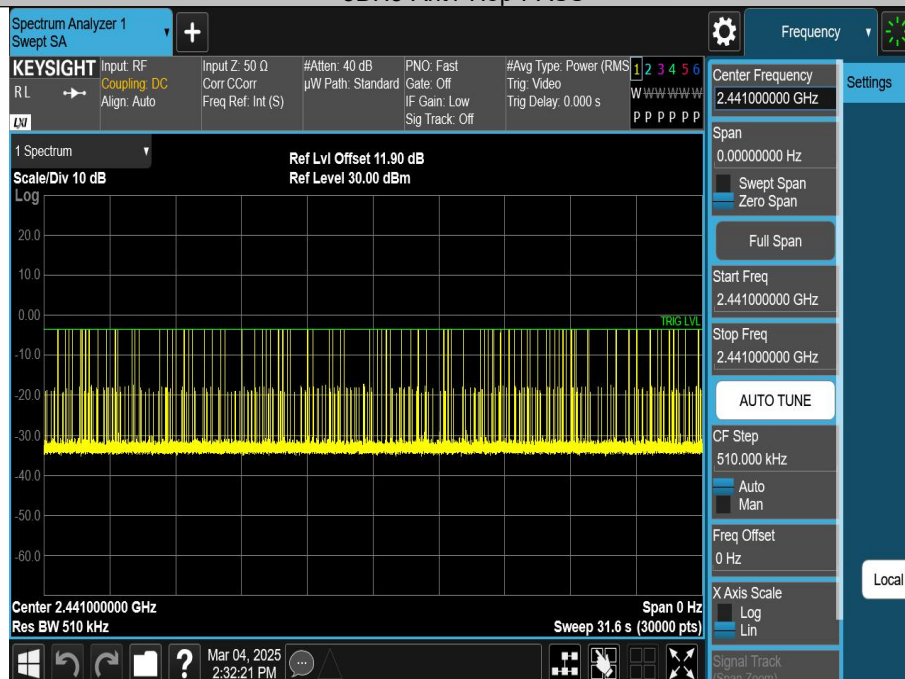 Spectrum Analyzer 1
Swept SA
Frequency
KEYSIGHT
RL
LXI
Input: RF
Coupling: DC
Align: Auto
Input Z: 50 Ω
Corr CCorr
Freq Ref: Int (S)
#Atten: 40 dB
µW Path: Standard
PNO: Fast
Gate: Off
IF Gain: Low
Sig Track: Off
#Avg Type: Power (RMS
Trig: Video
Trig Delay: 0.000 s
1 2 3 4 5 6
W W W W W W
P P P P P P
1 Spectrum
Scale/Div 10 dB
Log
Ref Lvl Offset 11.90 dB
Ref Level 30.00 dBm
20.0
10.0
0.00
TRIG LVL
-10.0
-20.0
-30.0
-40.0
-50.0
-60.0
Center 2.441000000 GHz
Span 0 Hz
Res BW 510 kHz
Sweep 31.6 s (30000 pts)
Center Frequency
2.441000000 GHz
Settings
Span
0.00000000 Hz
Swept Span
Zero Span
Full Span
Start Freq
2.441000000 GHz
Stop Freq
2.441000000 GHz
AUTO TUNE
CF Step
510.000 kHz
Auto
Man
Freq Offset
0 Hz
Local
X Axis Scale
Log
Lin
Signal Track
(Span Zoom)
?
Mar 04, 2025
2:32:21 PM